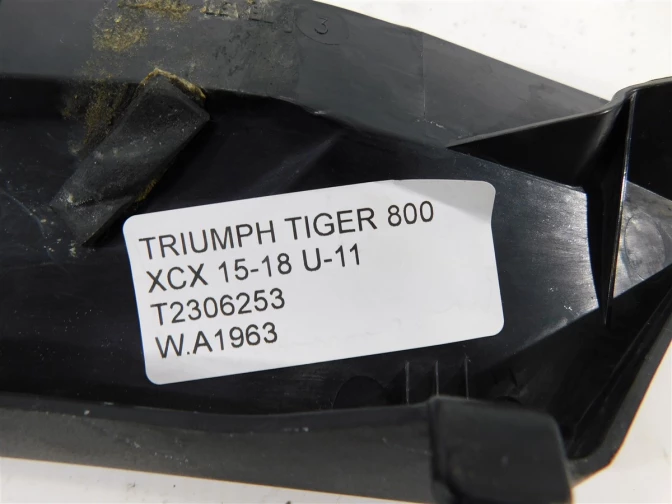 TRIUMPH TIGER 800
XCX 15-18 U-11
T2306253
W.A1963